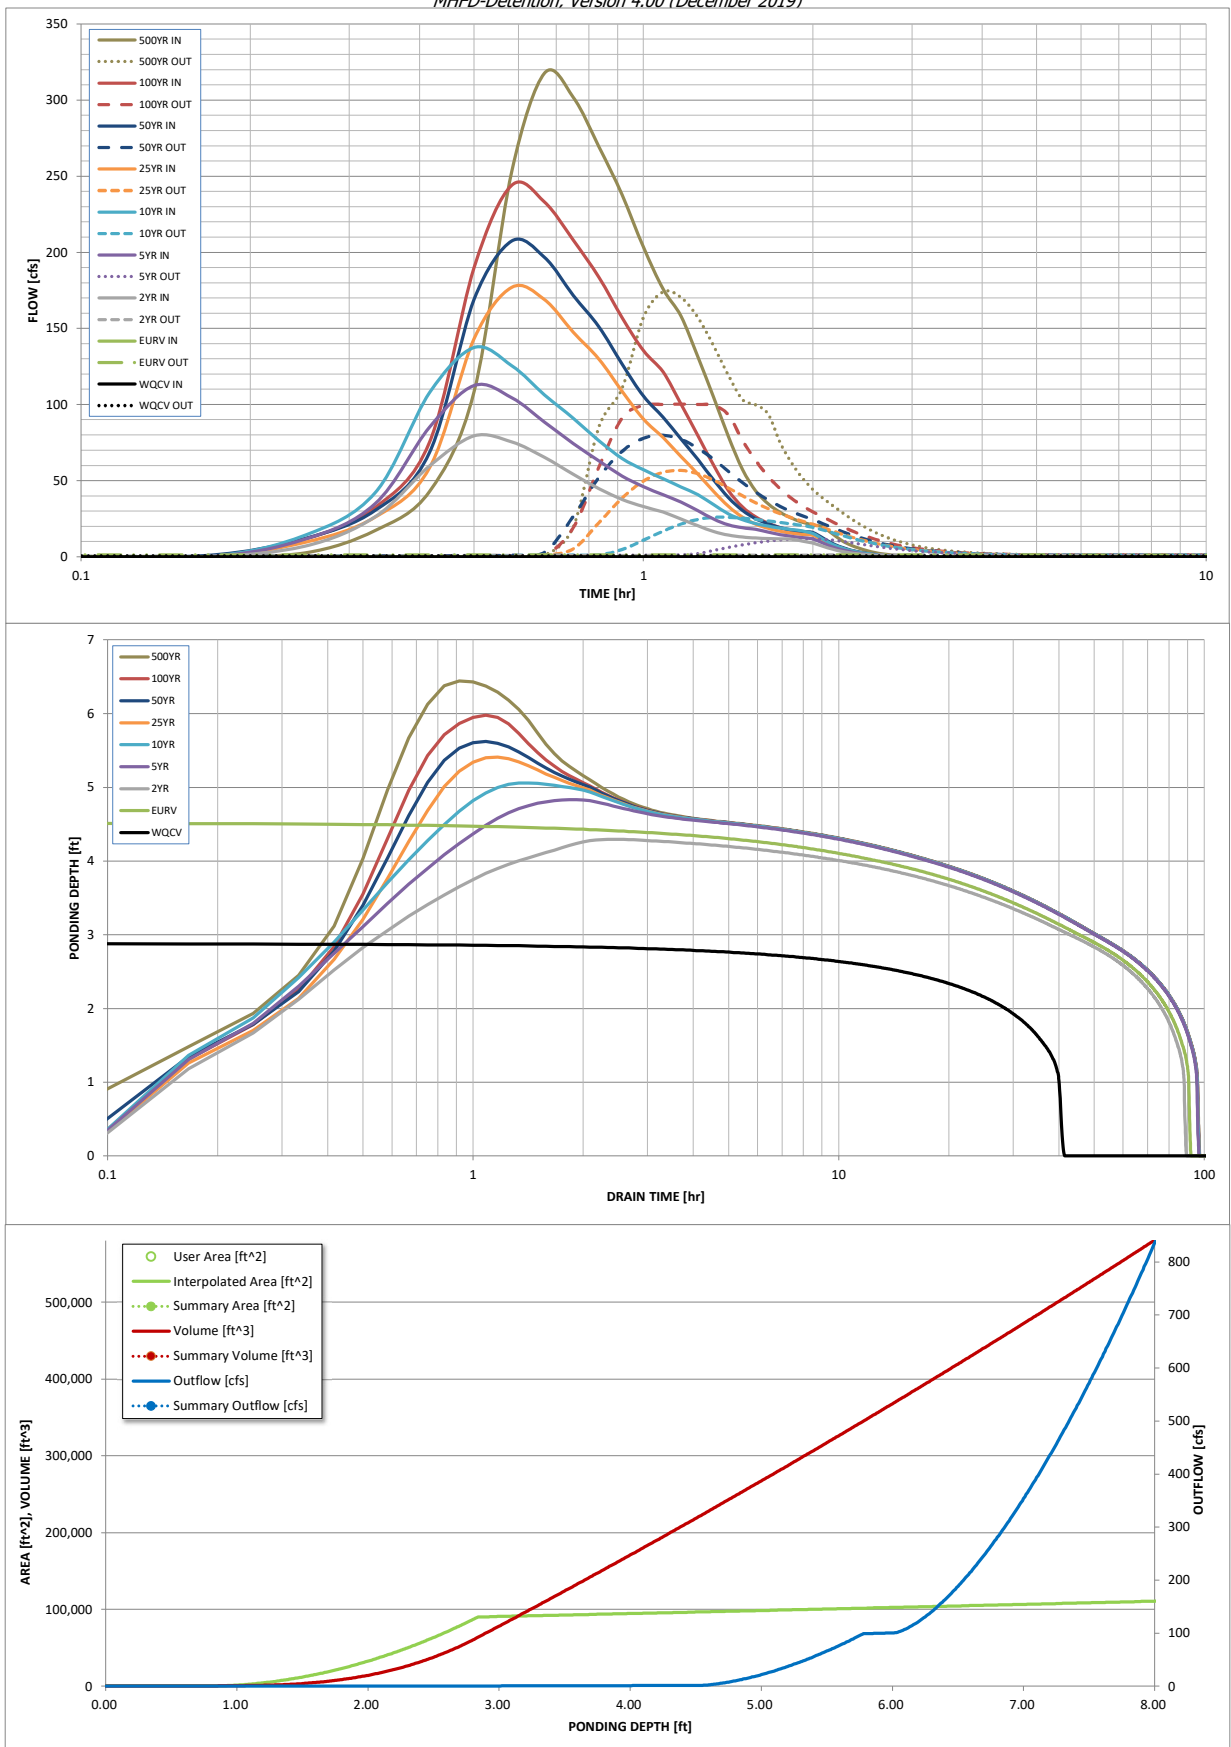 MHFD-Detention, Version 4.00 (December 2019)
350
300
250
200
150
100
50
0
FLOW [cfs]
500YR IN
500YR OUT
100YR IN
100YR OUT
50YR IN
50YR OUT
25YR IN
25YR OUT
10YR IN
10YR OUT
5YR IN
5YR OUT
2YR IN
2YR OUT
EURV IN
EURV OUT
WQCV IN
WQCV OUT
0.1 1 10
TIME [hr]
7
6
5
4
3
2
1
0
PONDING DEPTH [ft]
500YR
100YR
50YR
25YR
10YR
5YR
2YR
EURV
WQCV
0.1 1 10 100
DRAIN TIME [hr]
User Area [ft^2]
Interpolated Area [ft^2]
Summary Area [ft^2]
Volume [ft^3]
Summary Volume [ft^3]
Outflow [cfs]
Summary Outflow [cfs]
500,000
400,000
300,000
200,000
100,000
0
AREA [ft^2], VOLUME [ft^3]
800
700
600
500
400
300
200
100
0
OUTFLOW [cfs]
0.00 1.00 2.00 3.00 4.00 5.00 6.00 7.00 8.00
PONDING DEPTH [ft]